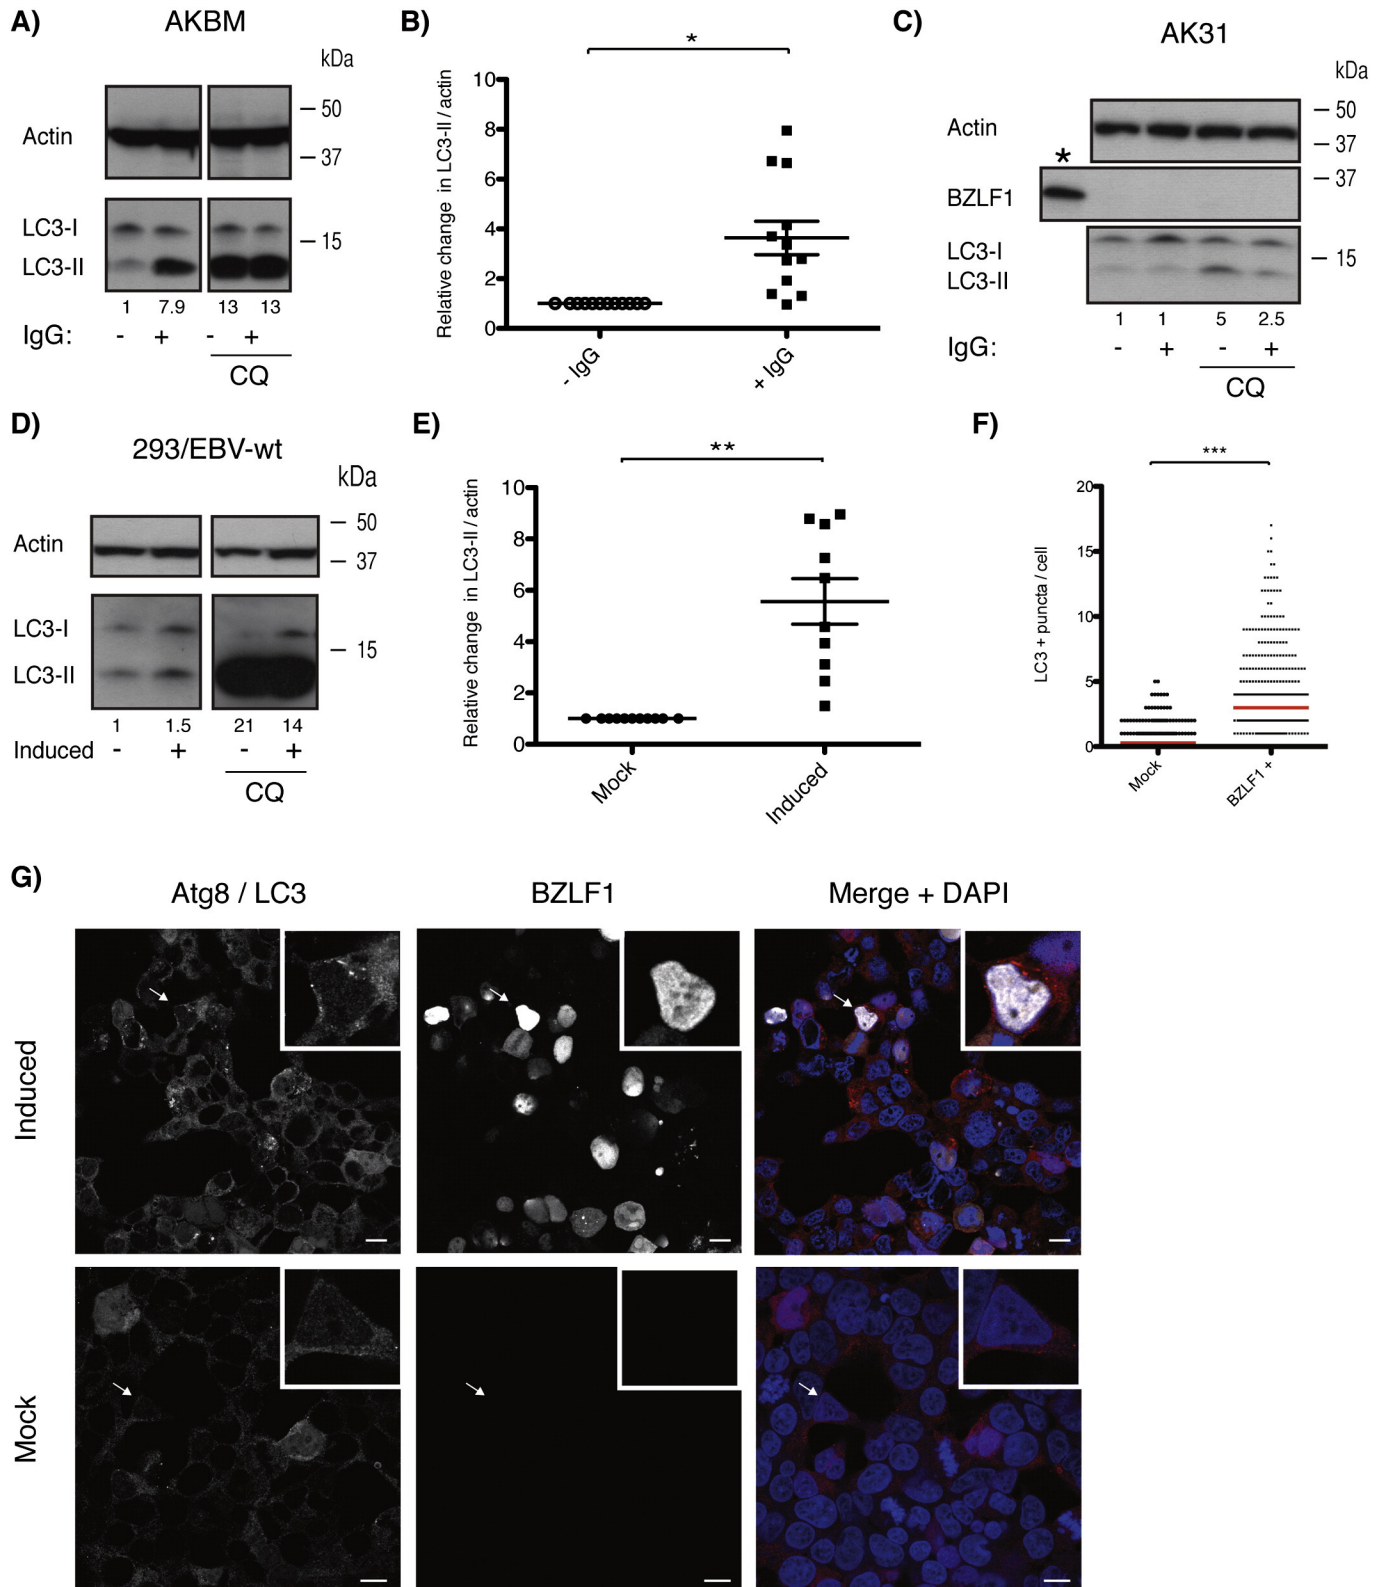 A)
AKBM
kDa
50
Actin
37
LC3-I
15
LC3-II
1 7.9 13 13
IgG: - + - +
CQ
B)
*
Relative change in LC3-II / actin
10
8
6
4
2
0
- IgG
+ IgG
C)
AK31
kDa
50
Actin
37
*
37
BZLF1
LC3-I
15
LC3-II
1 1 5 2.5
IgG: - + - +
CQ
D)
293/EBV-wt
kDa
50
Actin
37
LC3-I
15
LC3-II
1 1.5 21 14
Induced - + - +
CQ
E)
**
Relative change in LC3-II / actin
10
8
6
4
2
0
Mock
Induced
F)
***
LC3 + puncta / cell
20
15
10
5
0
Mock
BZLF1 +
G)
Atg8 / LC3 BZLF1 Merge + DAPI
Induced
Mock